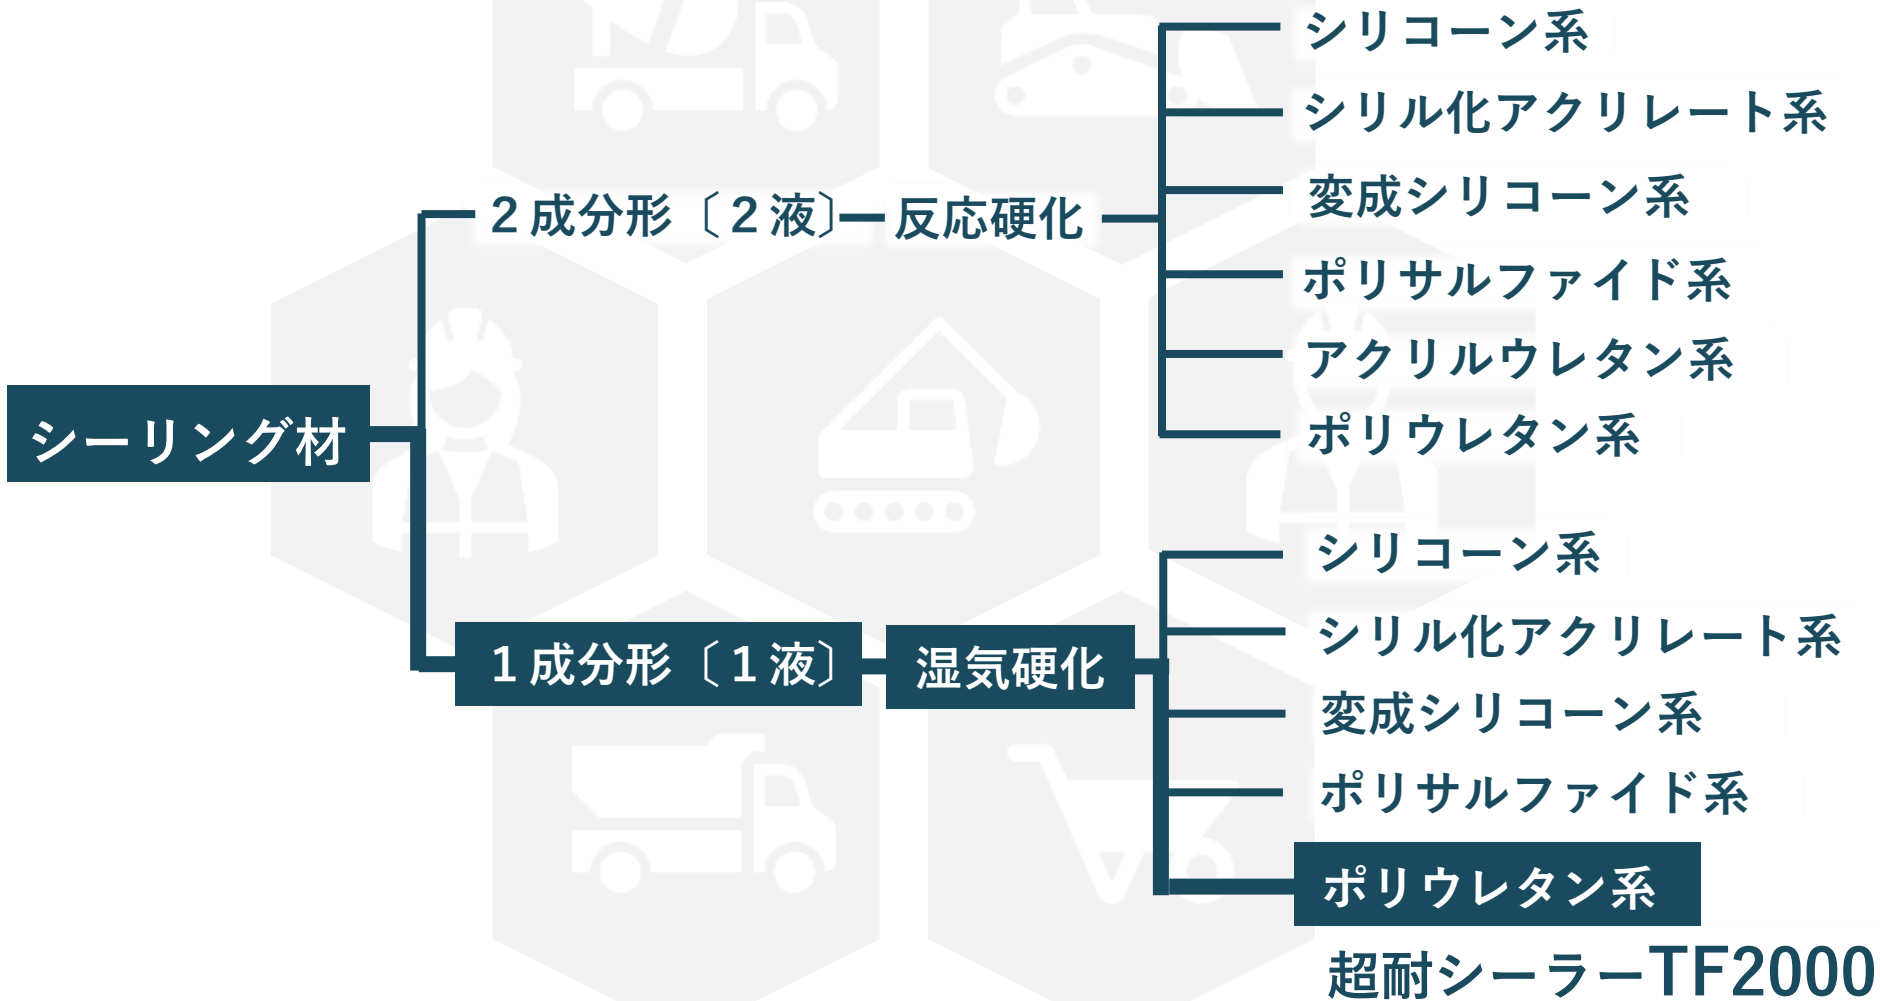 シーリング材
２成分形〔２液〕
反応硬化
シリコーン系
シリル化アクリレート系
変成シリコーン系
ポリサルファイド系
アクリルウレタン系
ポリウレタン系
１成分形〔１液〕
湿気硬化
シリコーン系
シリル化アクリレート系
変成シリコーン系
ポリサルファイド系
ポリウレタン系
超耐シーラーTF2000